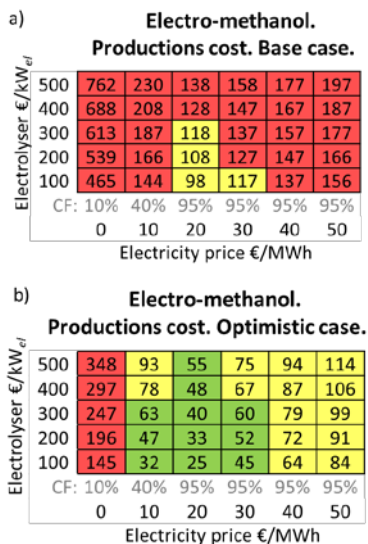 a)
Electro-methanol.
Productions cost. Base case.
Electrolyser €/kWel
500 762 230 138 158 177 197
400 688 208 128 147 167 187
300 613 187 118 137 157 177
200 539 166 108 127 147 166
100 465 144 98 117 137 156
CF: 10% 40% 95% 95% 95% 95%
0 10 20 30 40 50
Electricity price €/MWh
b)
Electro-methanol.
Productions cost. Optimistic case.
Electrolyser €/kWel
500 348 93 55 75 94 114
400 297 78 48 67 87 106
300 247 63 40 60 79 99
200 196 47 33 52 72 91
100 145 32 25 45 64 84
CF: 10% 40% 95% 95% 95% 95%
0 10 20 30 40 50
Electricity price €/MWh